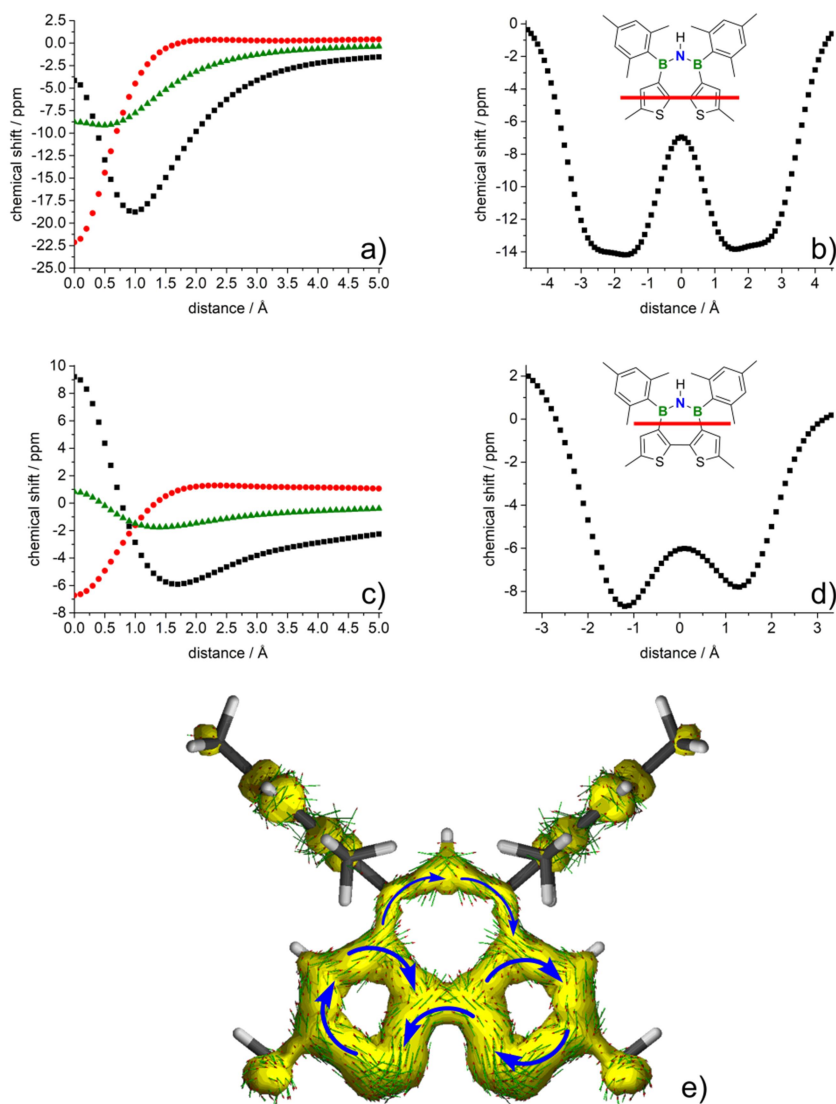 chemical shift / ppm
2.5
0.0
-2.5
-5.0
-7.5
-10.0
-12.5
-15.0
-17.5
-20.0
-22.5
-25.0
0.0 0.5 1.0 1.5 2.0 2.5 3.0 3.5 4.0 4.5 5.0
distance / Å
a)
chemical shift / ppm
0
-2
-4
-6
-8
-10
-12
-14
-4 -3 -2 -1 0 1 2 3 4
distance / Å
H
B N B
S S
b)
chemical shift / ppm
10
8
6
4
2
0
-2
-4
-6
-8
0.0 0.5 1.0 1.5 2.0 2.5 3.0 3.5 4.0 4.5 5.0
distance / Å
c)
chemical shift / ppm
2
0
-2
-4
-6
-8
-3 -2 -1 0 1 2 3
distance / Å
H
B N B
S S
d)
e)